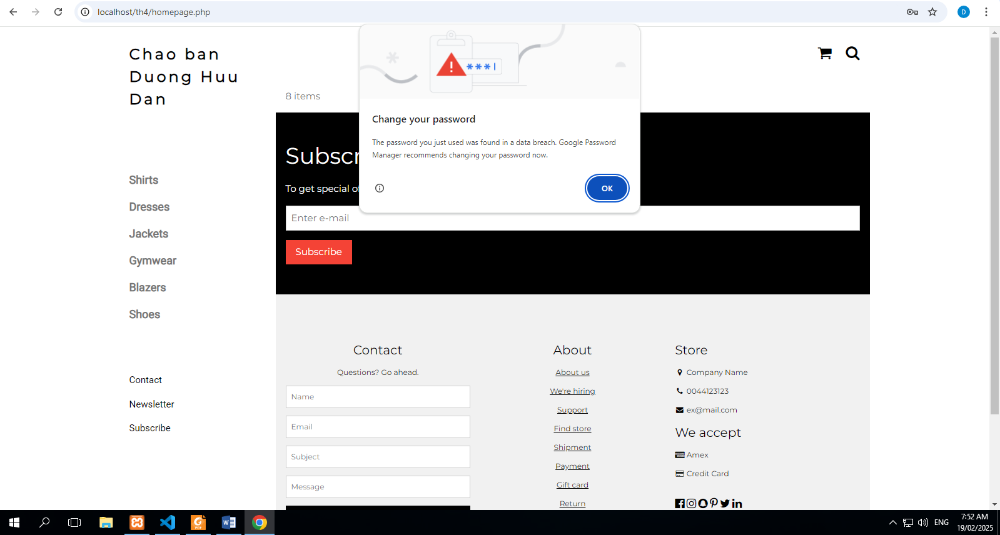 localhost/th4/homepage.php
D
Chao ban
Duong Huu
Dan
8 items
***|
Change your password
The password you just used was found in a data breach. Google Password
Manager recommends changing your password now.
OK
Subscr
To get special of
Enter e-mail
Subscribe
Shirts
Dresses
Jackets
Gymwear
Blazers
Shoes
Contact
Newsletter
Subscribe
Contact
Questions? Go ahead.
Name
Email
Subject
Message
About
About us
We're hiring
Support
Find store
Shipment
Payment
Gift card
Return
Store
Company Name
0044123123
ex@mail.com
We accept
Amex
Credit Card
PDF
ENG
7:52 AM
19/02/2025